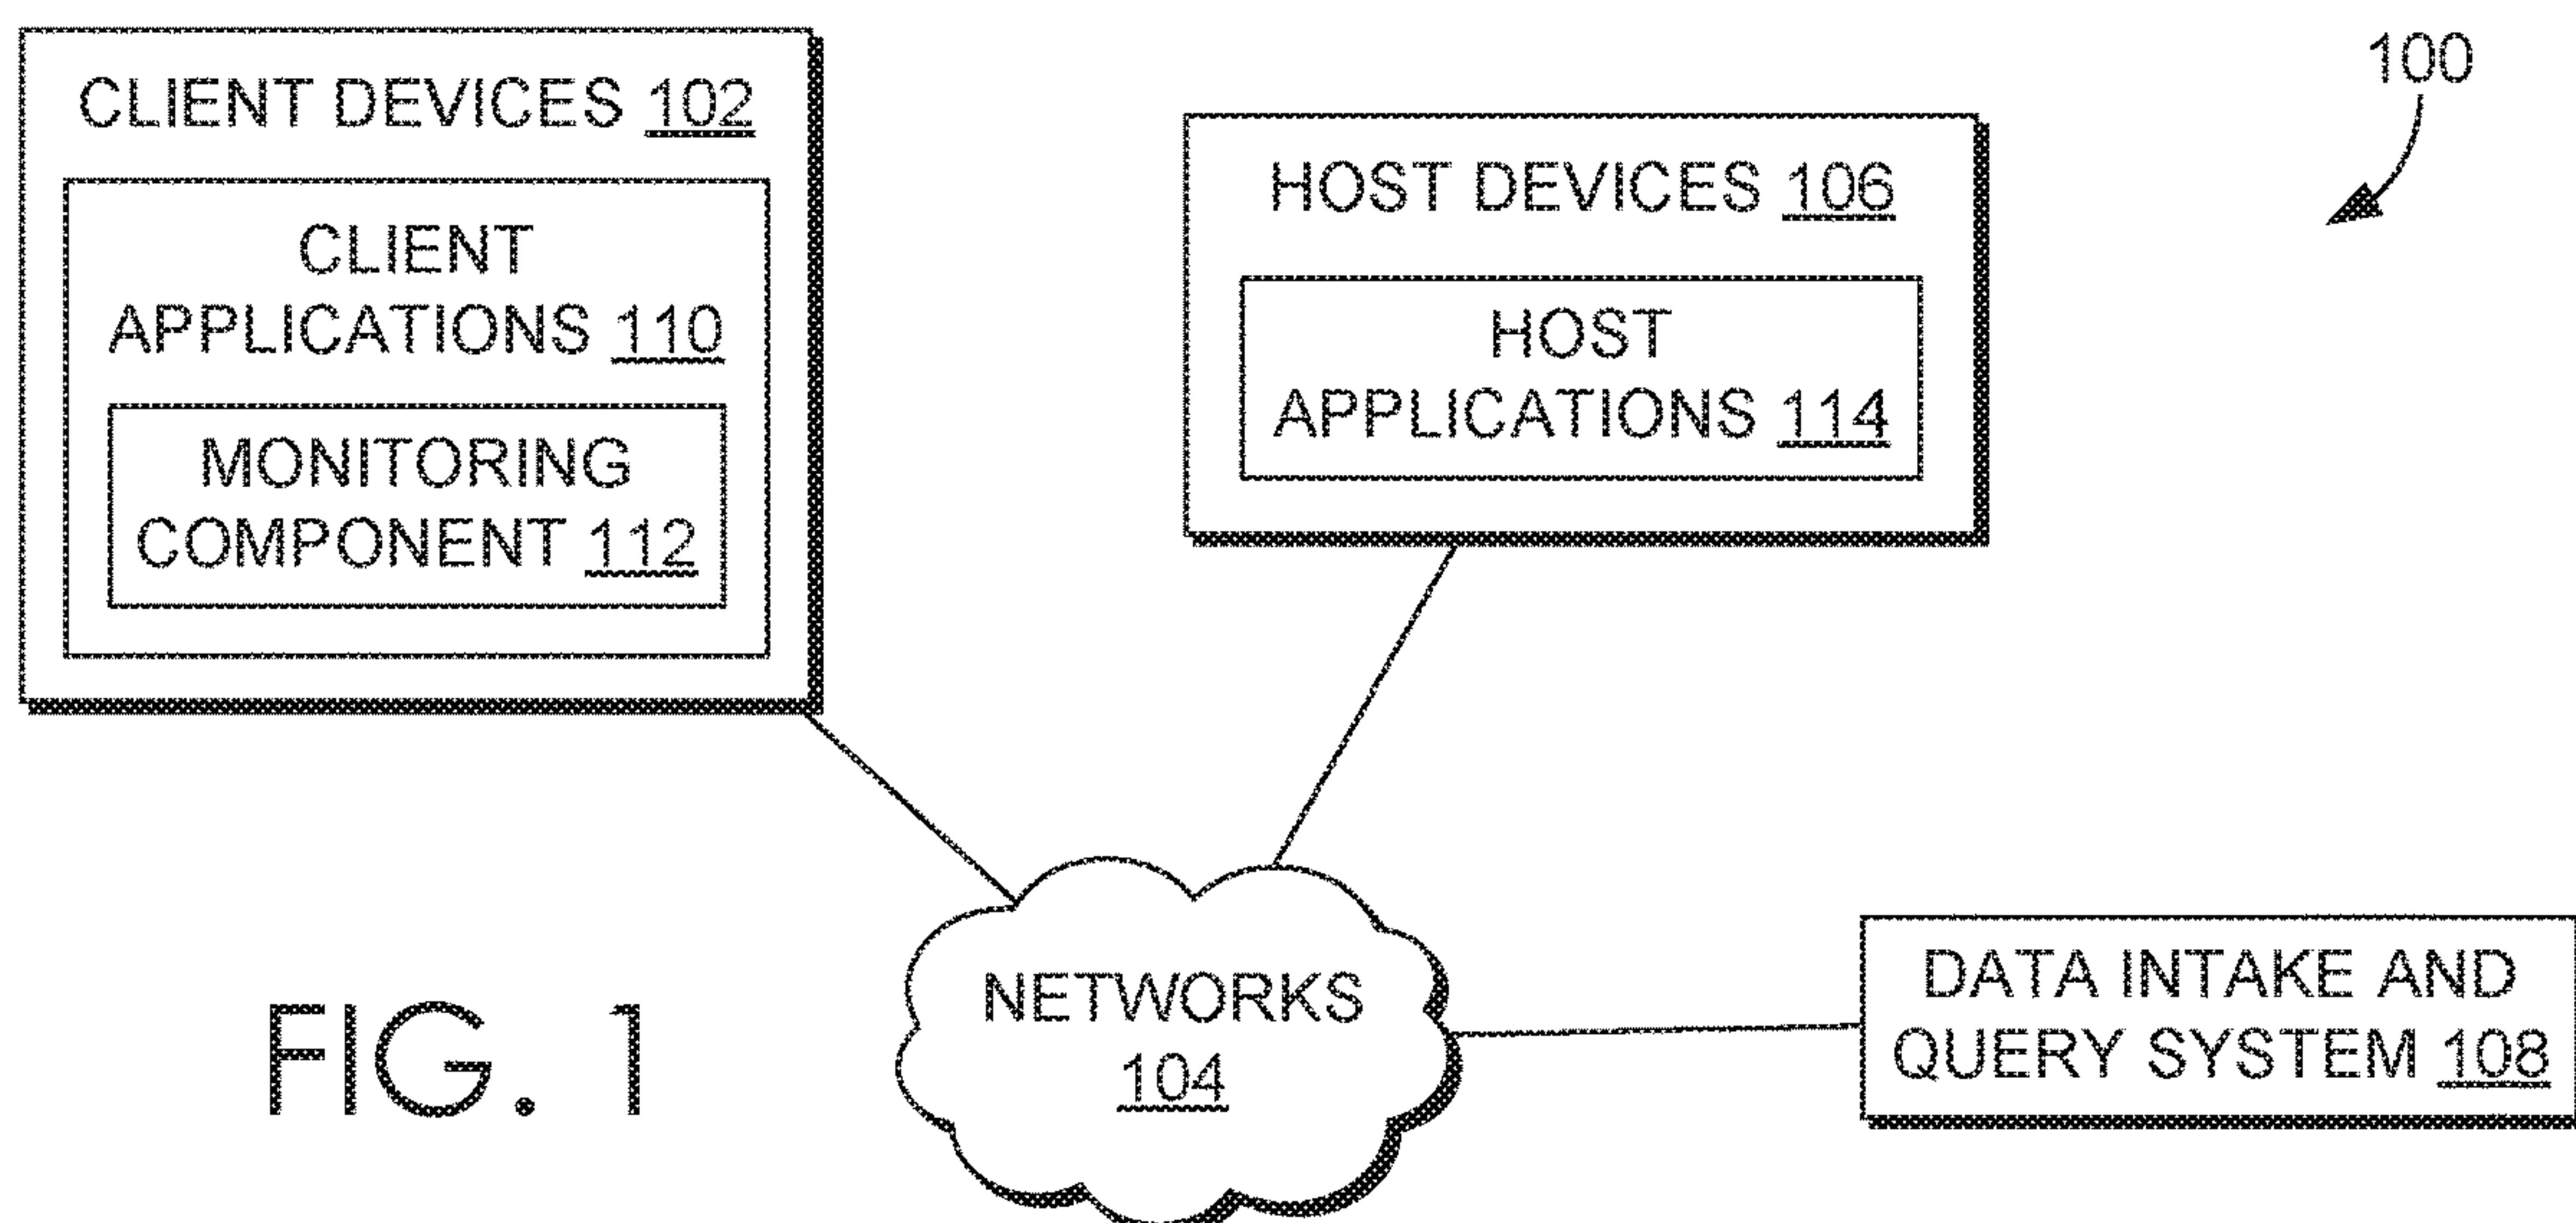 100
CLIENT DEVICES 102
CLIENT
APPLICATIONS 110
MONITORING
COMPONENT 112
HOST DEVICES 106
HOST
APPLICATIONS 114
NETWORKS
104
DATA INTAKE AND
QUERY SYSTEM 108
FIG. 1